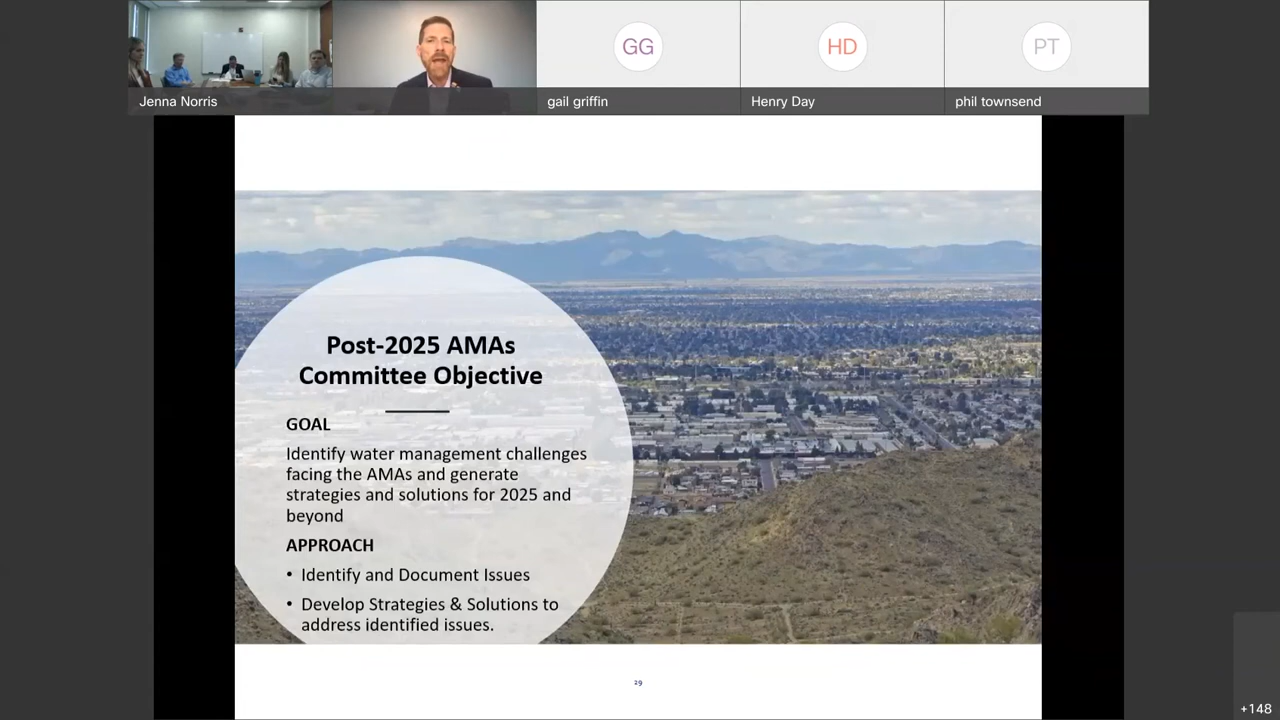 GG
HD
PT
Jenna Norris
gail griffin
Henry Day
phil townsend
Post-2025 AMAs
Committee Objective
GOAL
Identify water management challenges
facing the AMAs and generate
strategies and solutions for 2025 and
beyond
APPROACH
• Identify and Document Issues
• Develop Strategies & Solutions to
address identified issues.
29
+148